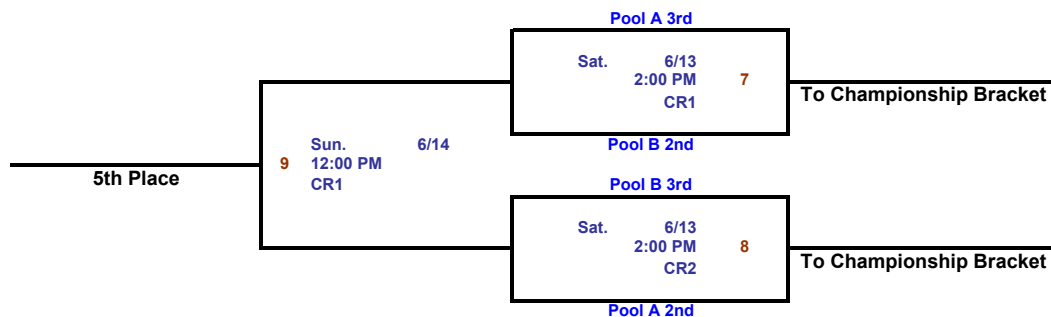 Pool A 3rd
Sat. 6/13
2:00 PM 7
CR1
To Championship Bracket
Pool B 2nd
Sun. 6/14
9 12:00 PM
CR1
5th Place
Pool B 3rd
Sat. 6/13
2:00 PM 8
CR2
To Championship Bracket
Pool A 2nd